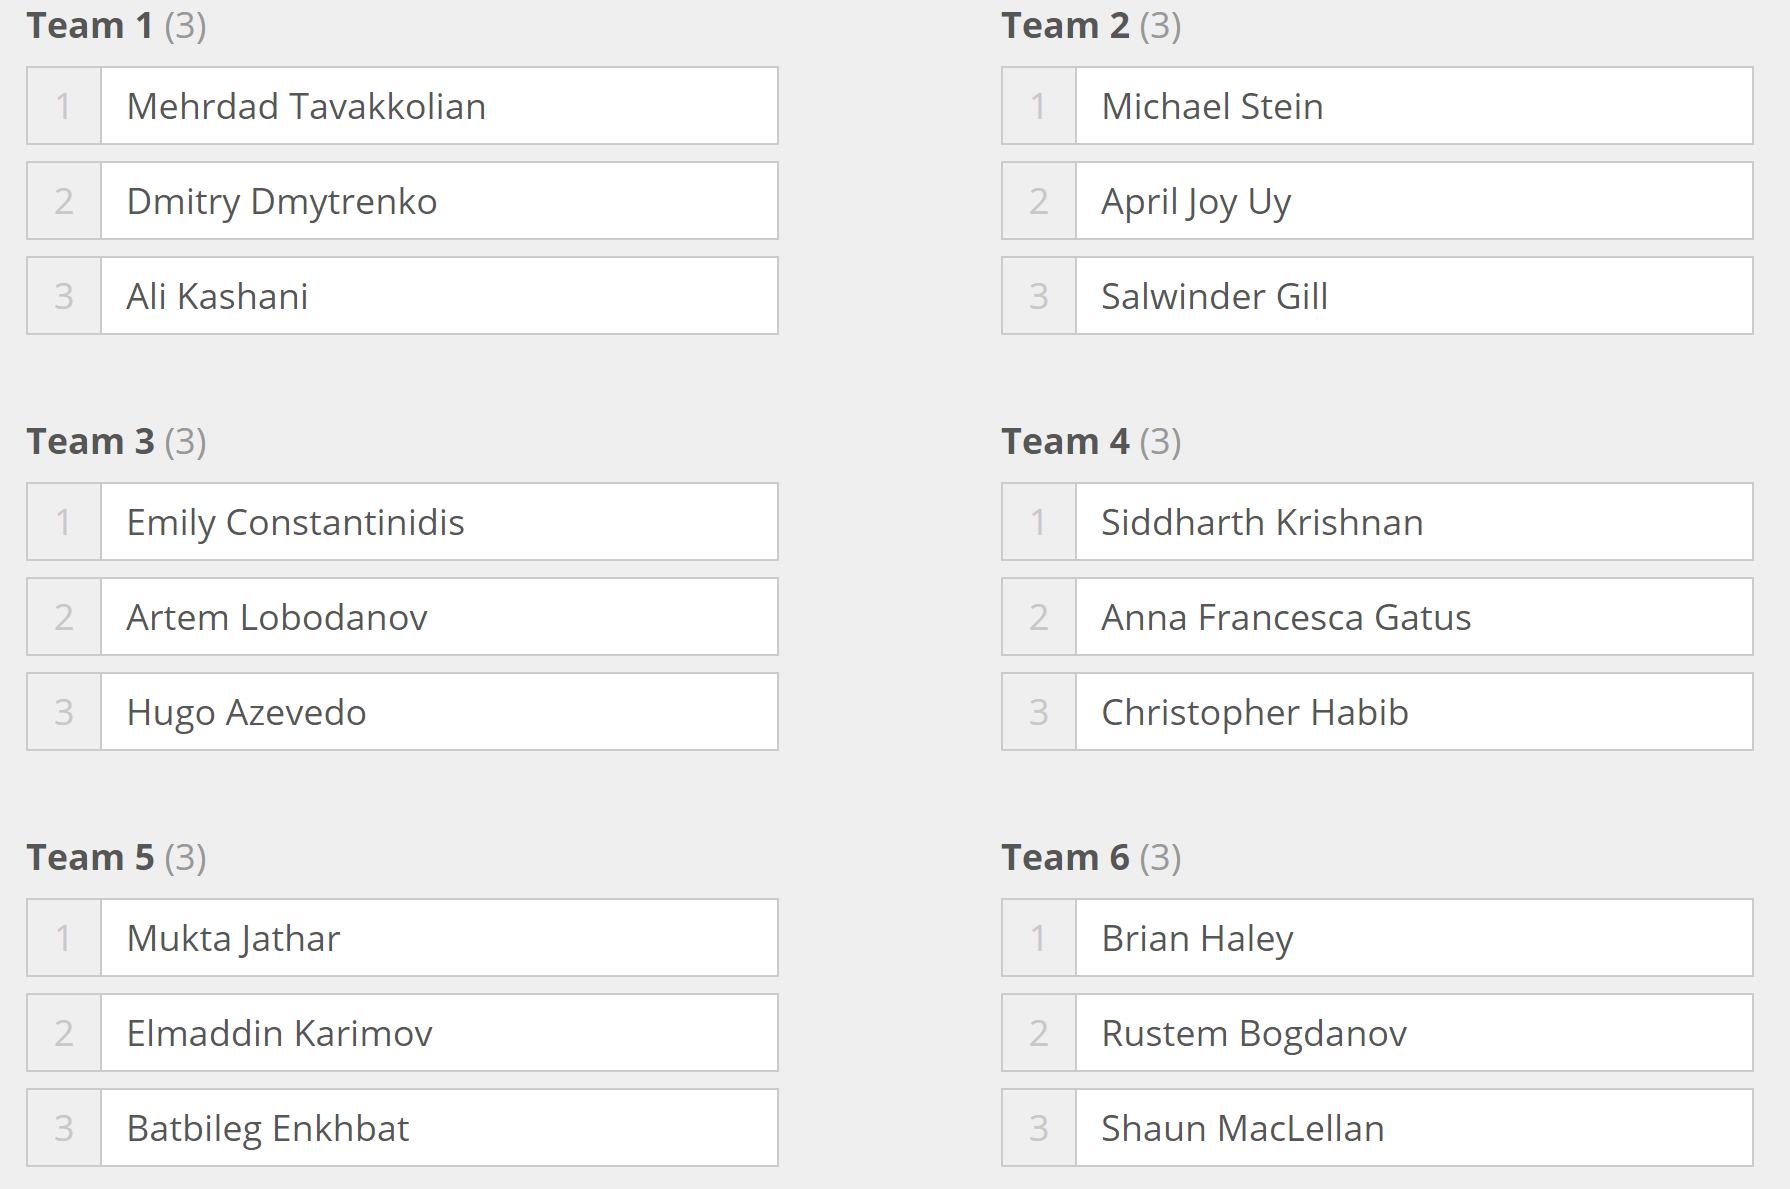 Team 1 (3)
1 Mehrdad Tavakkolian
2 Dmitry Dmytrenko
3 Ali Kashani
Team 2 (3)
1 Michael Stein
2 April Joy Uy
3 Salwinder Gill
Team 3 (3)
1 Emily Constantinidis
2 Artem Lobodanov
3 Hugo Azevedo
Team 4 (3)
1 Siddharth Krishnan
2 Anna Francesca Gatus
3 Christopher Habib
Team 5 (3)
1 Mukta Jathar
2 Elmaddin Karimov
3 Batbileg Enkhbat
Team 6 (3)
1 Brian Haley
2 Rustem Bogdanov
3 Shaun MacLellan